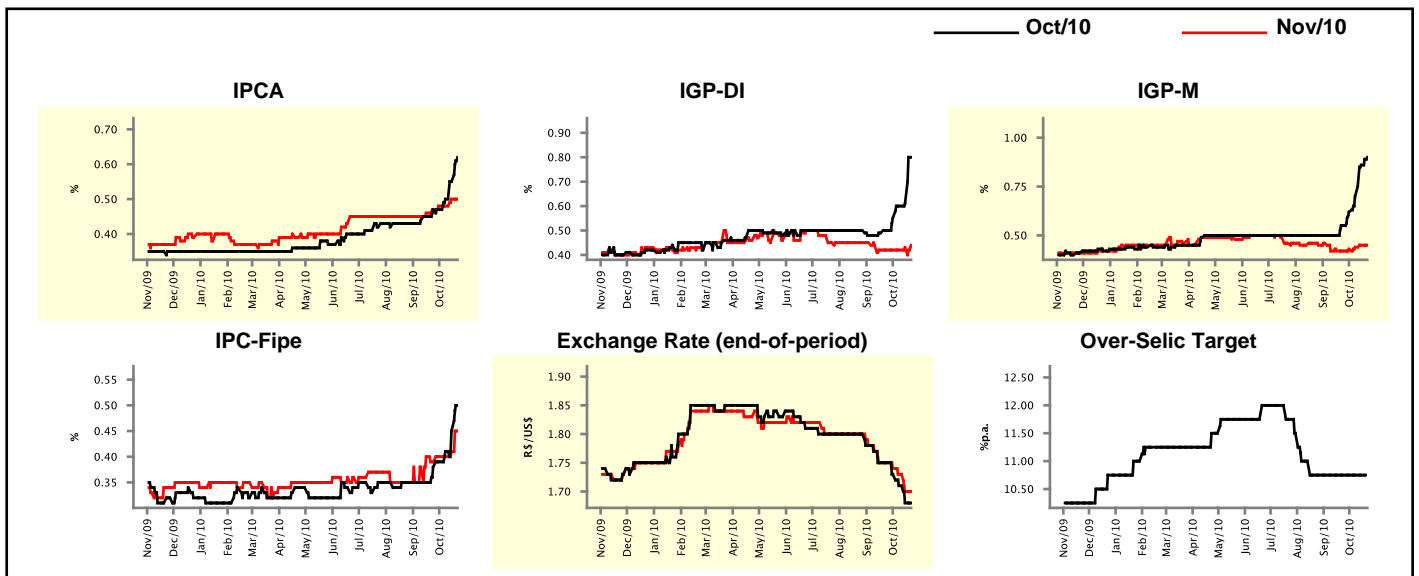 Oct/10 Nov/10
IPCA
0.70
0.60
0.50
0.40
%
Nov/09 Dec/09 Jan/10 Feb/10 Mar/10 Apr/10 May/10 Jun/10 Jul/10 Aug/10 Sep/10 Oct/10
IGP-DI
0.90
0.80
0.70
0.60
0.50
0.40
%
Nov/09 Dec/09 Jan/10 Feb/10 Mar/10 Apr/10 May/10 Jun/10 Jul/10 Aug/10 Sep/10 Oct/10
IGP-M
1.00
0.75
0.50
%
Nov/09 Dec/09 Jan/10 Feb/10 Mar/10 Apr/10 May/10 Jun/10 Jul/10 Aug/10 Sep/10 Oct/10
IPC-Fipe
0.55
0.50
0.45
0.40
0.35
%
Nov/09 Dec/09 Jan/10 Feb/10 Mar/10 Apr/10 May/10 Jun/10 Jul/10 Aug/10 Sep/10 Oct/10
Exchange Rate (end-of-period)
1.90
1.85
1.80
1.75
1.70
R$/US$
Nov/09 Dec/09 Jan/10 Feb/10 Mar/10 Apr/10 May/10 Jun/10 Jul/10 Aug/10 Sep/10 Oct/10
Over-Selic Target
12.50
12.00
11.50
11.00
10.50
%p.a.
Nov/09 Dec/09 Jan/10 Feb/10 Mar/10 Apr/10 May/10 Jun/10 Jul/10 Aug/10 Sep/10 Oct/10